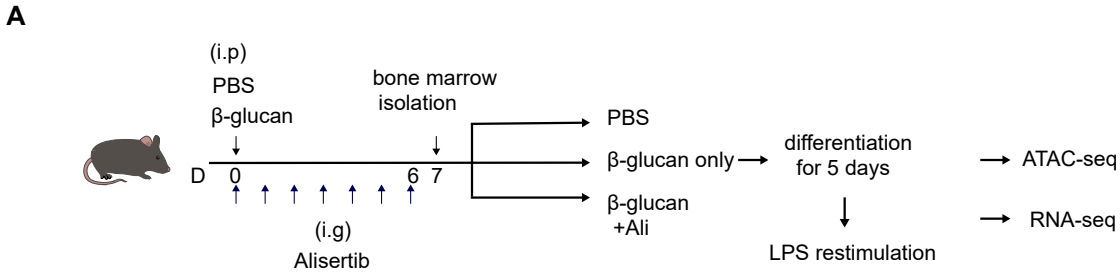 A
(i.p)
PBS
β-glucan
bone marrow
isolation
D 0 6 7
(i.g)
Alisertib
PBS
β-glucan only
β-glucan
+Ali
differentiation
for 5 days
LPS restimulation
ATAC-seq
RNA-seq